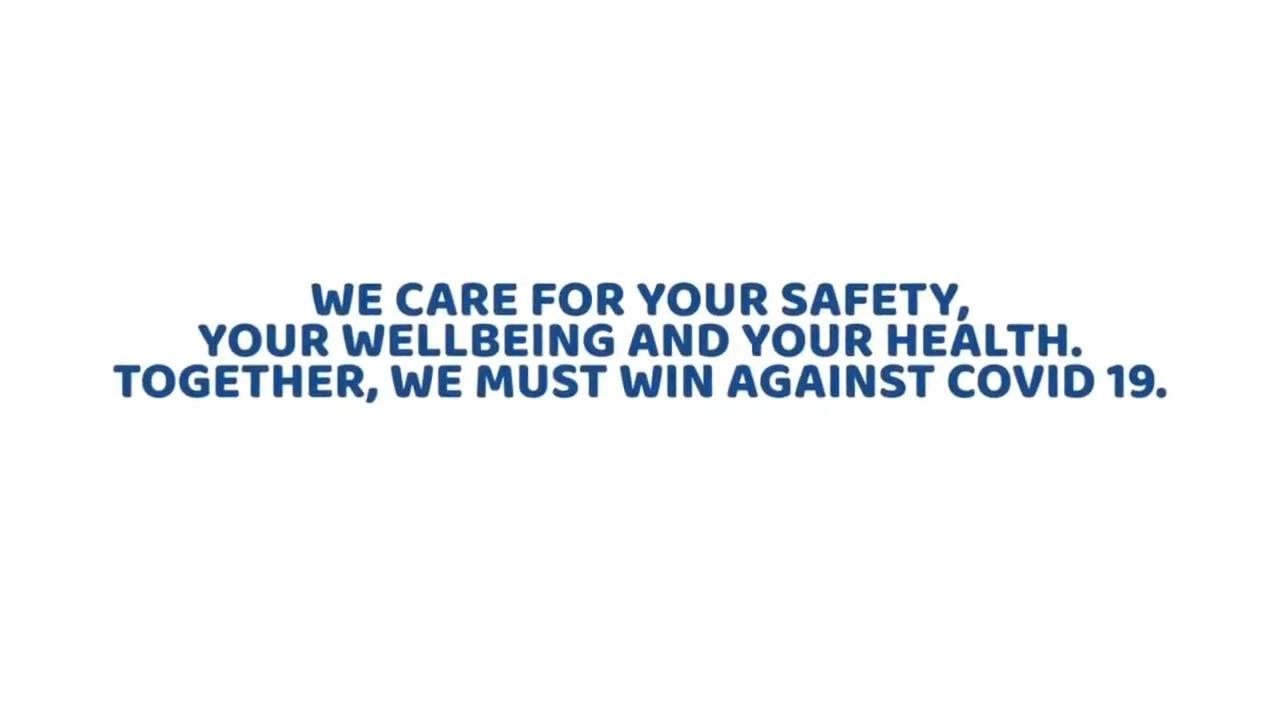 WE CARE FOR YOUR SAFETY,
YOUR WELLBEING AND YOUR HEALTH.
TOGETHER, WE MUST WIN AGAINST COVID 19.